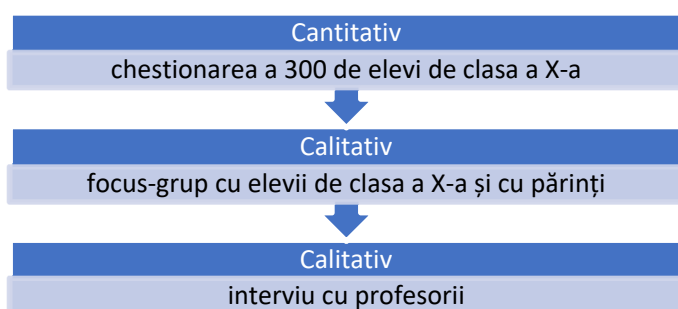 Cantitativ
chestionarea a 300 de elevi de clasa a X-a
Calitativ
focus-grup cu elevii de clasa a X-a și cu părinți
Calitativ
interviu cu profesorii